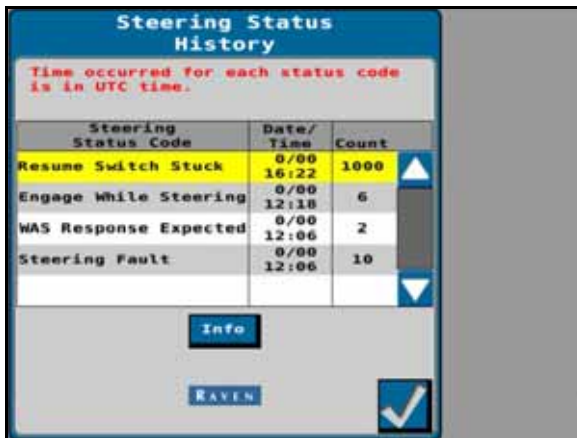 Steering Status
History
Time occurred for each status code
is in UTC time.
Steering
Status Code
Date/
Time
Count
Resume Switch Stuck
0/00
16:22
1000
Engage While Steering
0/00
12:18
6
WAS Response Expected
0/00
12:06
2
Steering Fault
0/00
12:06
10
Info
RAVEN